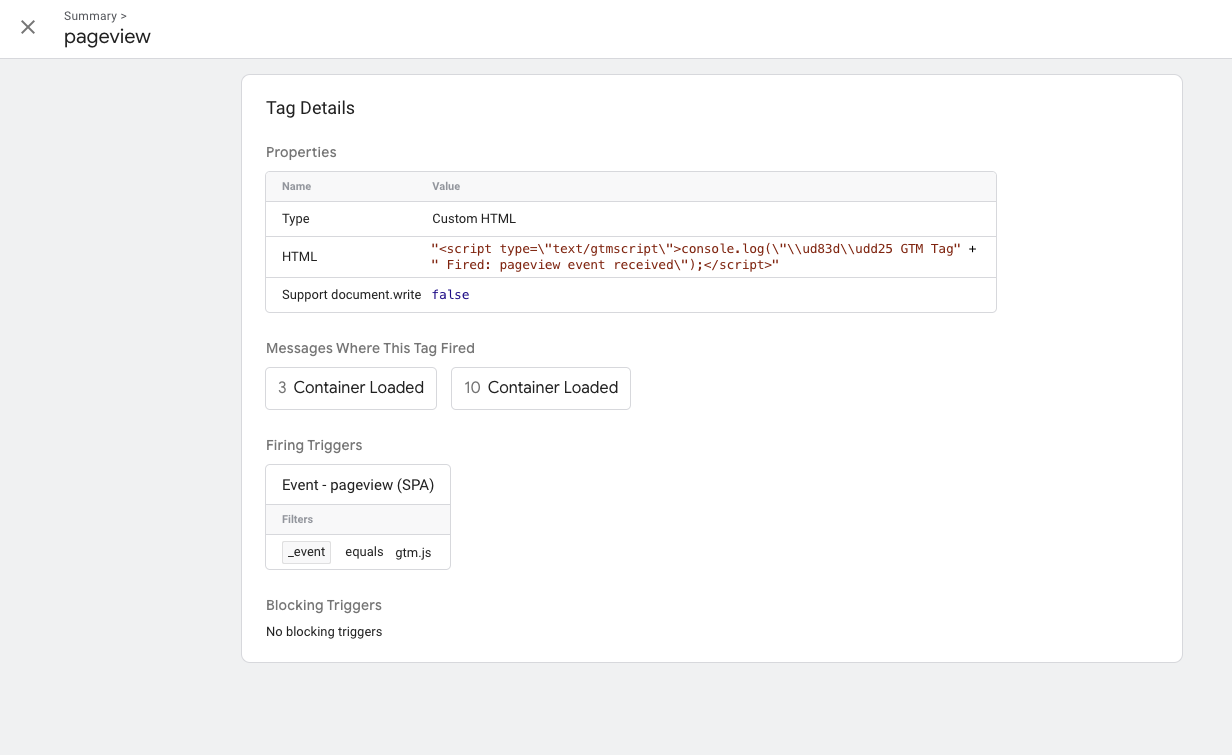 Summary >
pageview
Tag Details
Properties
Name Value
Type Custom HTML
HTML "<script type=\"text/gtmscript\">console.log(\"\\ud83d\\udd25 GTM Tag" +
" Fired: pageview event received\");</script>"
Support document.write false
Messages Where This Tag Fired
3 Container Loaded 10 Container Loaded
Firing Triggers
Event - pageview (SPA)
Filters
_event equals gtm.js
Blocking Triggers
No blocking triggers